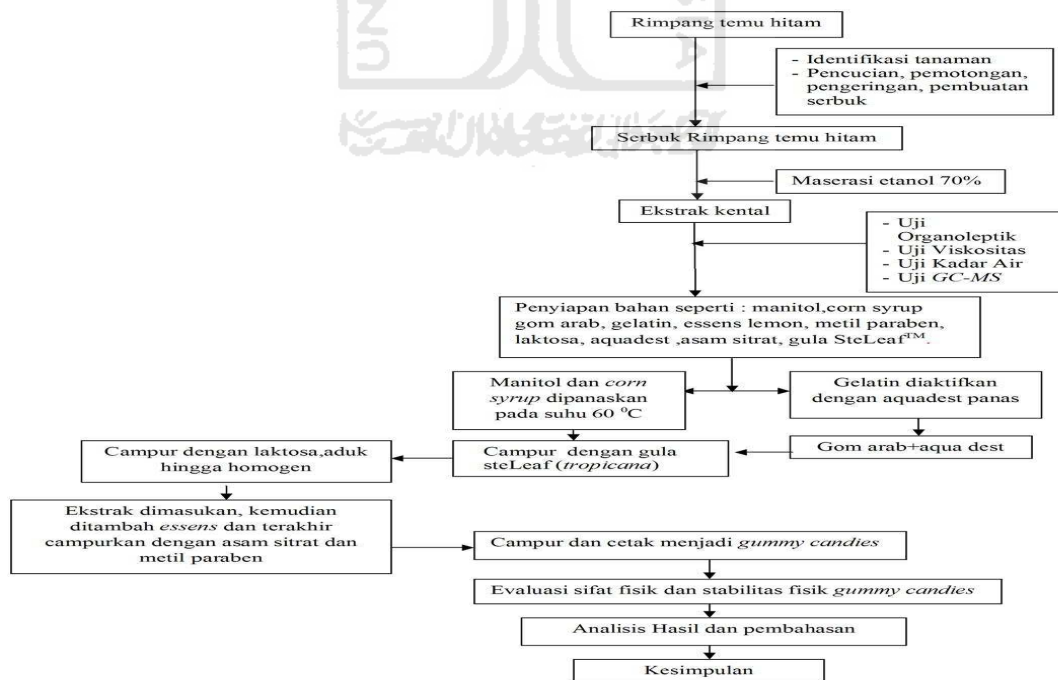 Rimpang temu hitam
- Identifikasi tanaman
- Pencucian, pemotongan,
pengeringan, pembuatan
serbuk
Serbuk Rimpang temu hitam
Maserasi etanol 70%
Ekstrak kental
- Uji
Organoleptik
- Uji Viskositas
- Uji Kadar Air
- Uji GC-MS
Penyiapan bahan seperti : manitol,corn syrup
gom arab, gelatin, essens lemon, metil paraben,
laktosa, aquadest ,asam sitrat, gula SteLeaf™.
Manitol dan corn
syrup dipanaskan
pada suhu 60 ⁰C
Gelatin diaktifkan
dengan aquadest panas
Gom arab+aqua dest
Campur dengan gula
steLeaf (tropicana)
Campur dengan laktosa,aduk
hingga homogen
Ekstrak dimasukan, kemudian
ditambah essens dan terakhir
campurkan dengan asam sitrat dan
metil paraben
Campur dan cetak menjadi gummy candies
Evaluasi sifat fisik dan stabilitas fisik gummy candies
Analisis Hasil dan pembahasan
Kesimpulan